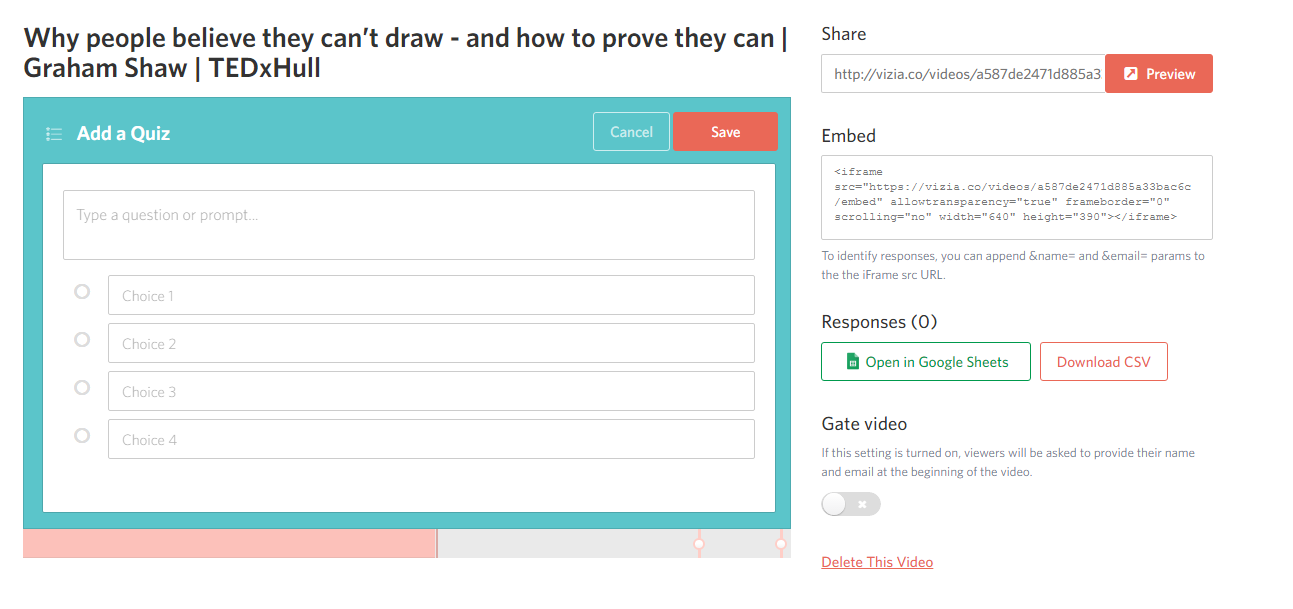 Why people believe they can’t draw - and how to prove they can |
Graham Shaw | TEDxHull
Add a Quiz
Cancel
Save
Type a question or prompt...
Choice 1
Choice 2
Choice 3
Choice 4
Share
http://vizia.co/videos/a587de2471d885a3
Preview
Embed
<iframe
src="https://vizia.co/videos/a587de2471d885a33bac6c
/embed" allowtransparency="true" frameborder="0"
scrolling="no" width="640" height="390"></iframe>
To identify responses, you can append &name= and &email= params to
the the iFrame src URL.
Responses (0)
Open in Google Sheets
Download CSV
Gate video
If this setting is turned on, viewers will be asked to provide their name
and email at the beginning of the video.
Delete This Video